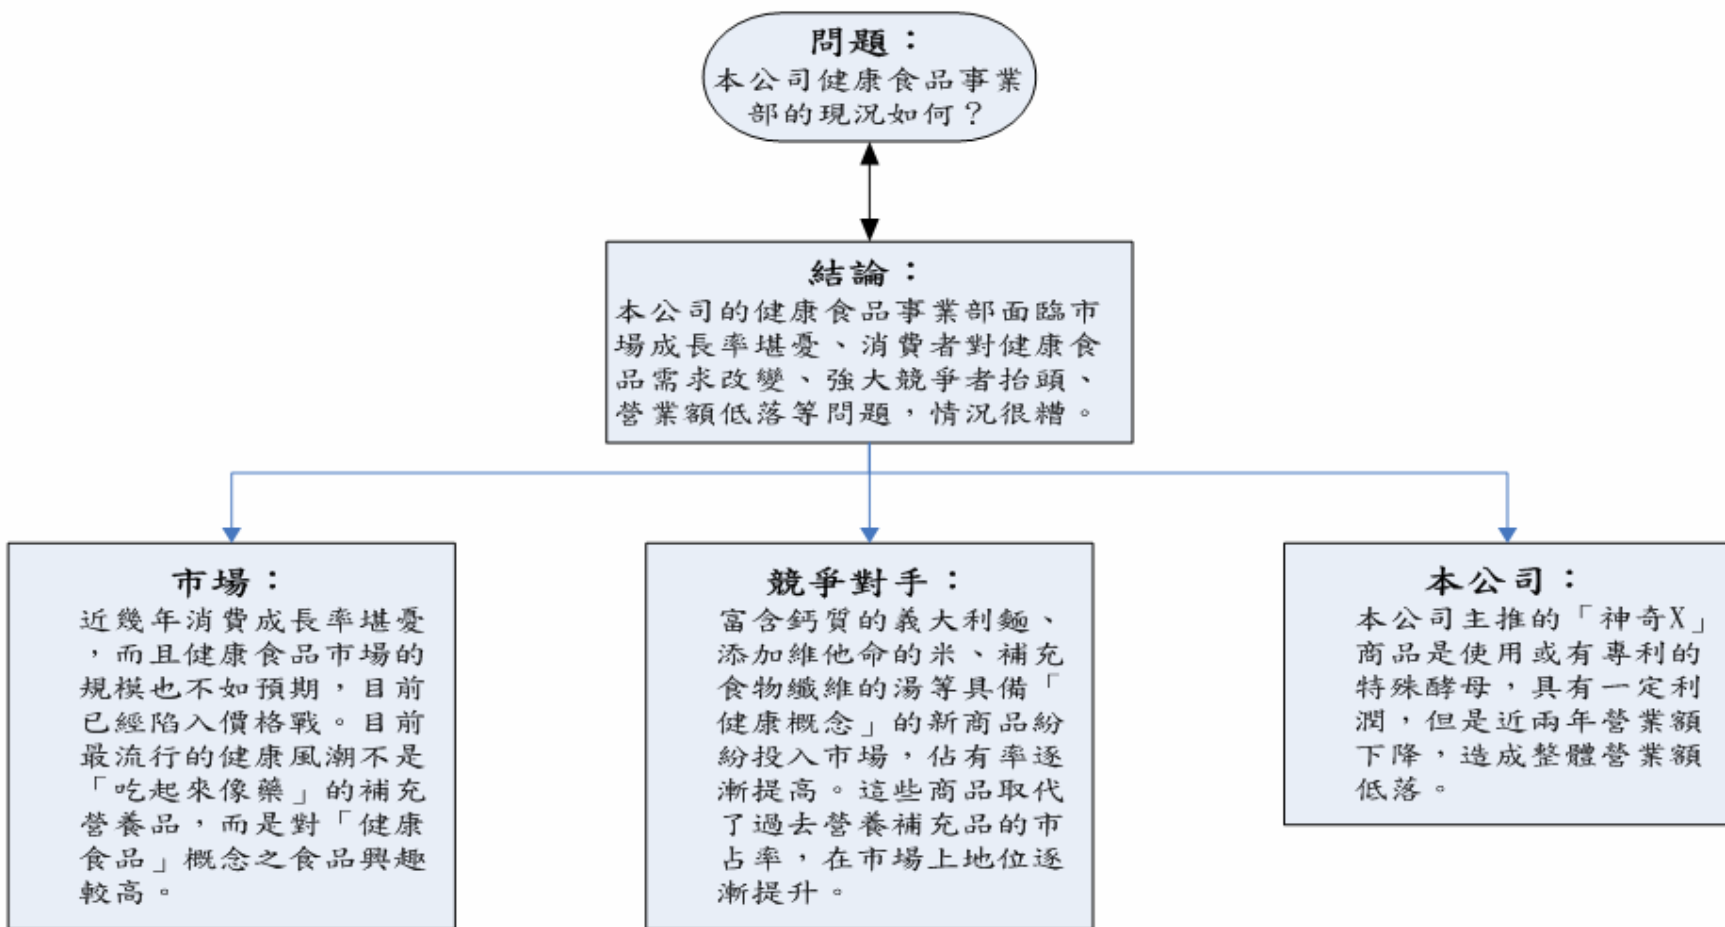 問題：
本公司健康食品事業
部的現況如何？
結論：
本公司的健康食品事業部面臨市
場成長率堪憂、消費者對健康食
品需求改變、強大競爭者抬頭、
營業額低落等問題，情況很糟。
市場：
近幾年消費成長率堪憂
，而且健康食品市場的
規模也不如預期，目前
已經陷入價格戰。目前
最流行的健康風潮不是
「吃起來像藥」的補充
營養品，而是對「健康
食品」概念之食品興趣
較高。
競爭對手：
富含鈣質的義大利麵、
添加維他命的米、補充
食物纖維的湯等具備「
健康概念」的新商品紛
紛投入市場，佔有率逐
漸提高。這些商品取代
了過去營養補充品的市
占率，在市場上地位逐
漸提升。
本公司：
本公司主推的「神奇X」
商品是使用或有專利的
特殊酵母，具有一定利
潤，但是近兩年營業額
下降，造成整體營業額
低落。